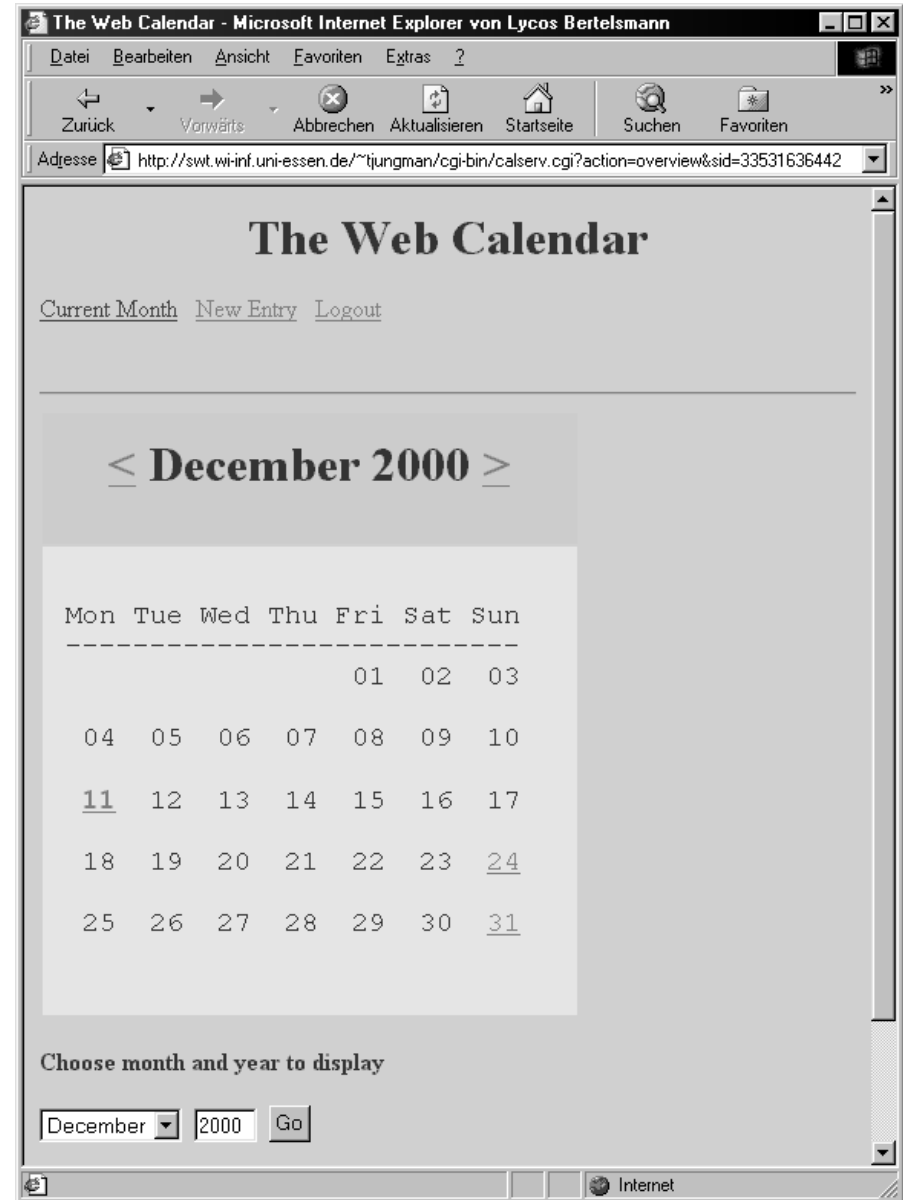 The Web Calendar - Microsoft Internet Explorer von Lycos Bertelsmann
Datei Bearbeiten Ansicht Favoriten Extras ?
Zurück Vorwärts Abbrechen Aktualisieren Startseite Suchen Favoriten »
Adresse http://swt.wi-inf.uni-essen.de/~tjungman/cgi-bin/calserv.cgi?action=overview&sid=33531636442
The Web Calendar
Current Month New Entry Logout
< December 2000 >
Mon Tue Wed Thu Fri Sat Sun
---------------------------
01 02 03
04 05 06 07 08 09 10
11 12 13 14 15 16 17
18 19 20 21 22 23 24
25 26 27 28 29 30 31
Choose month and year to display
December 2000 Go
Internet